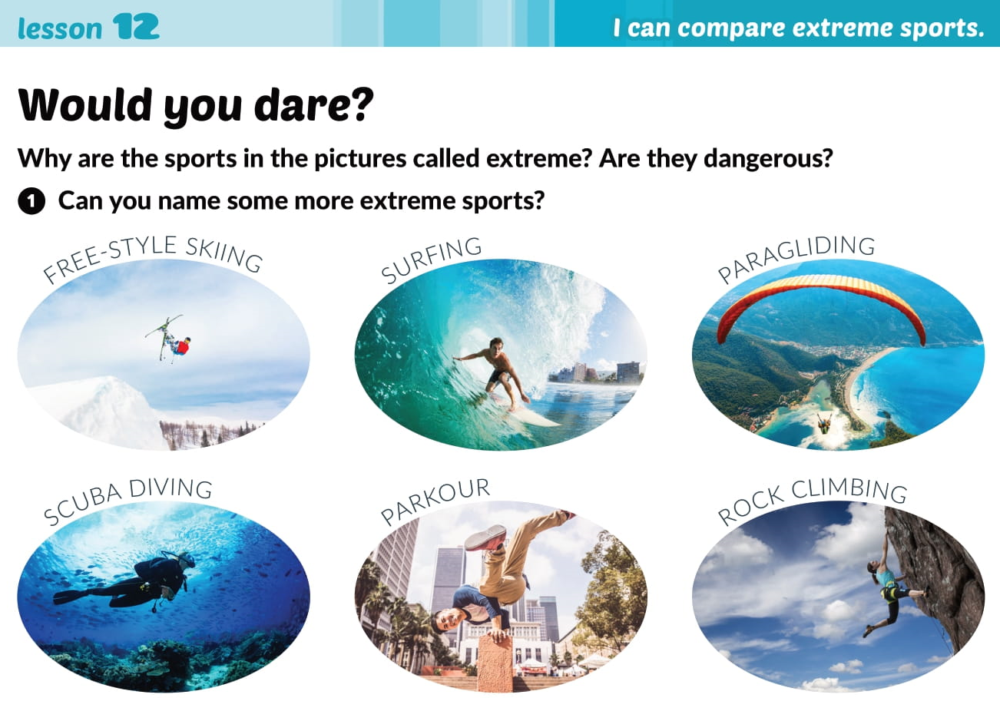 lesson 12
I can compare extreme sports.
Would you dare?
Why are the sports in the pictures called extreme? Are they dangerous?
1 Can you name some more extreme sports?
FREE-STYLE SKIING
SURFING
PARAGLIDING
SCUBA DIVING
PARKOUR
ROCK CLIMBING